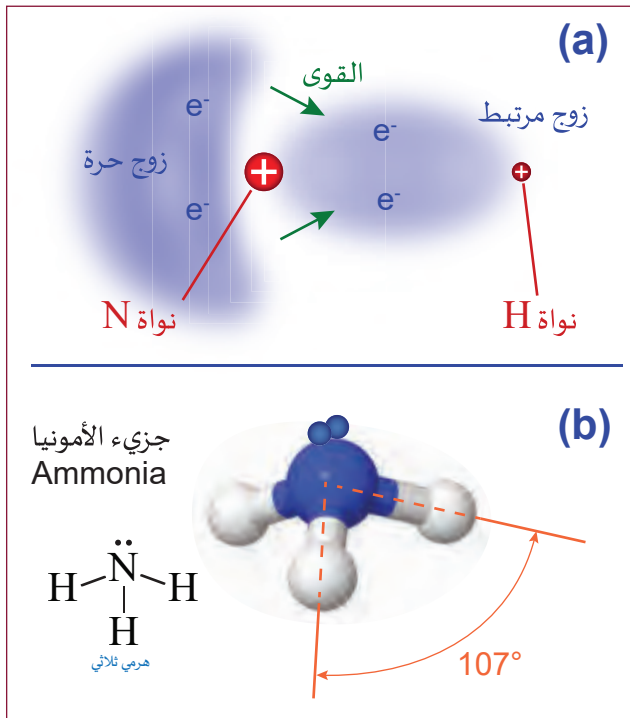 (a)
القوى
زوج مرتبط
e-
e-
زوج حرة
e-
e-
+
+
نواة N
نواة H
(b)
جزيء الأمونيا
Ammonia
H N H
H
هرمي ثلاثي
107°